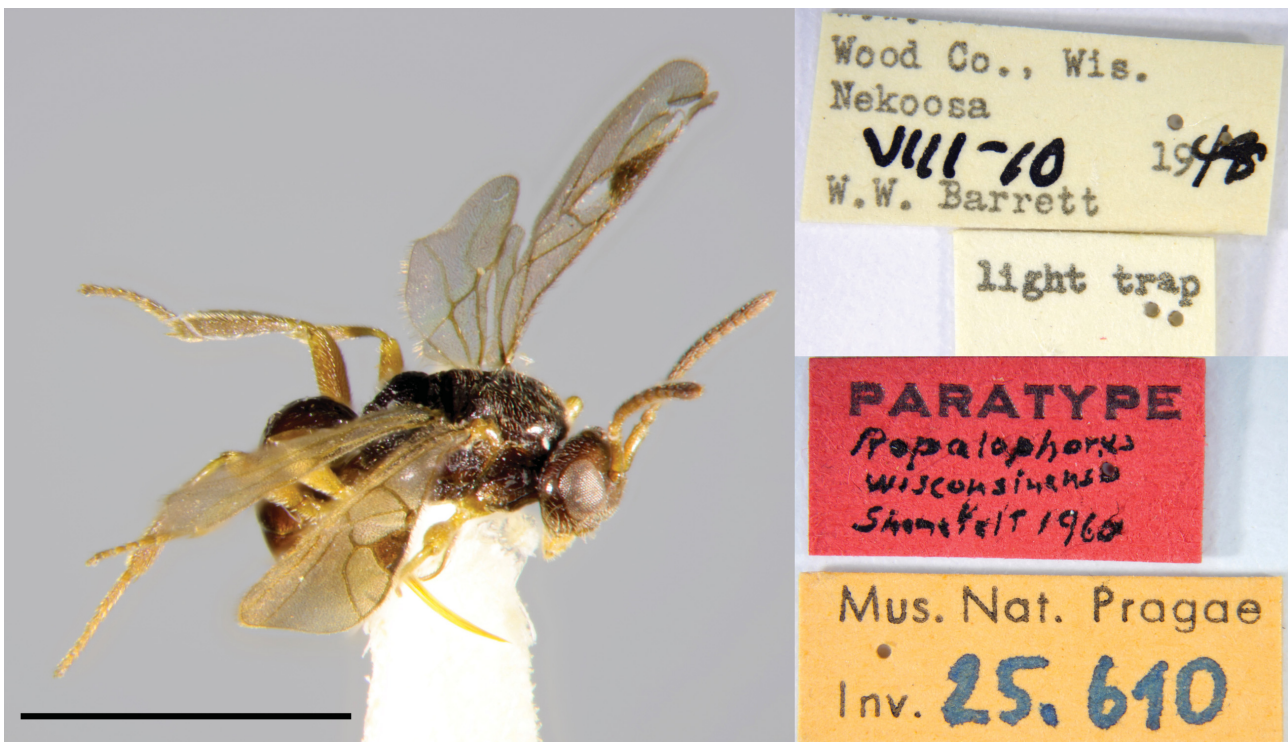 Wood Co., Wis.
Nekoosa
VIII-10 1948
W.W. Barrett
light trap
PARATYPE
Ropalophorus
wisconsinensis
Shenefelt 1960
Mus. Nat. Pragae
Inv. 25.610